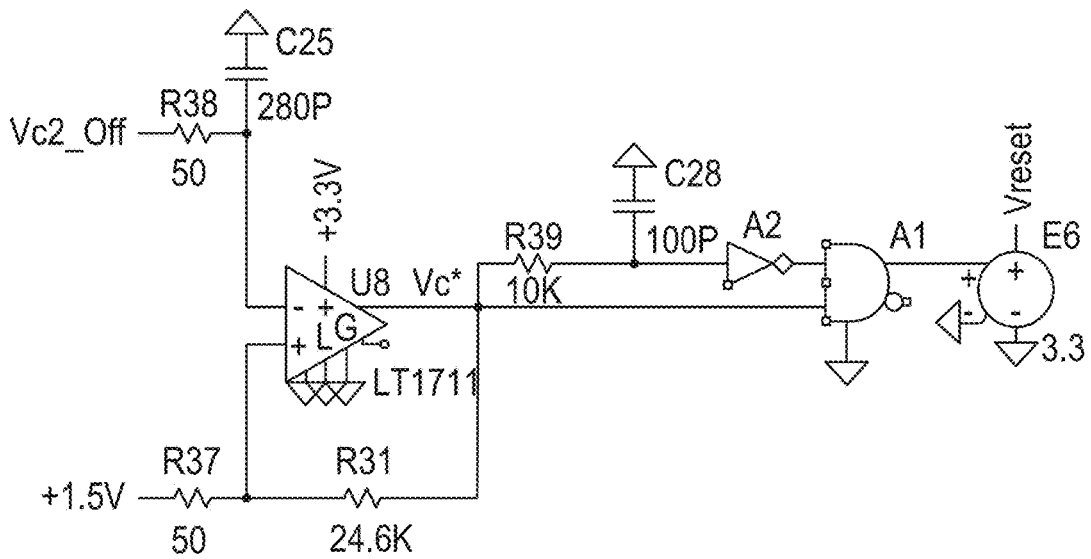 C25
R38
280P
Vc2_Off
50
+3.3V
C28
Vreset
R39
100P
A2
A1
E6
U8
Vc*
10K
-
+
+
L
G
+
-
+
-
3.3
LT1711
R37
R31
+1.5V
50
24.6K